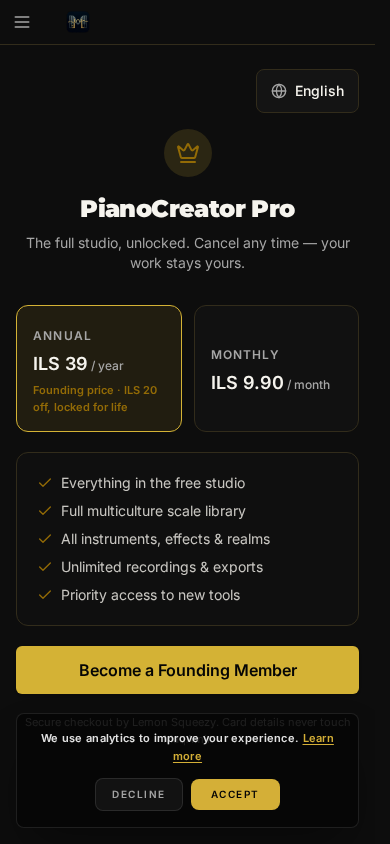 English
PianoCreator Pro
The full studio, unlocked. Cancel any time — your
work stays yours.
ANNUAL
ILS 39 / year
Founding price · ILS 20
off, locked for life
MONTHLY
ILS 9.90 / month
Everything in the free studio
Full multiculture scale library
All instruments, effects & realms
Unlimited recordings & exports
Priority access to new tools
Become a Founding Member
Secure checkout by Lemon Squeezy. Card details never touch
We use analytics to improve your experience. Learn
more
DECLINE
ACCEPT